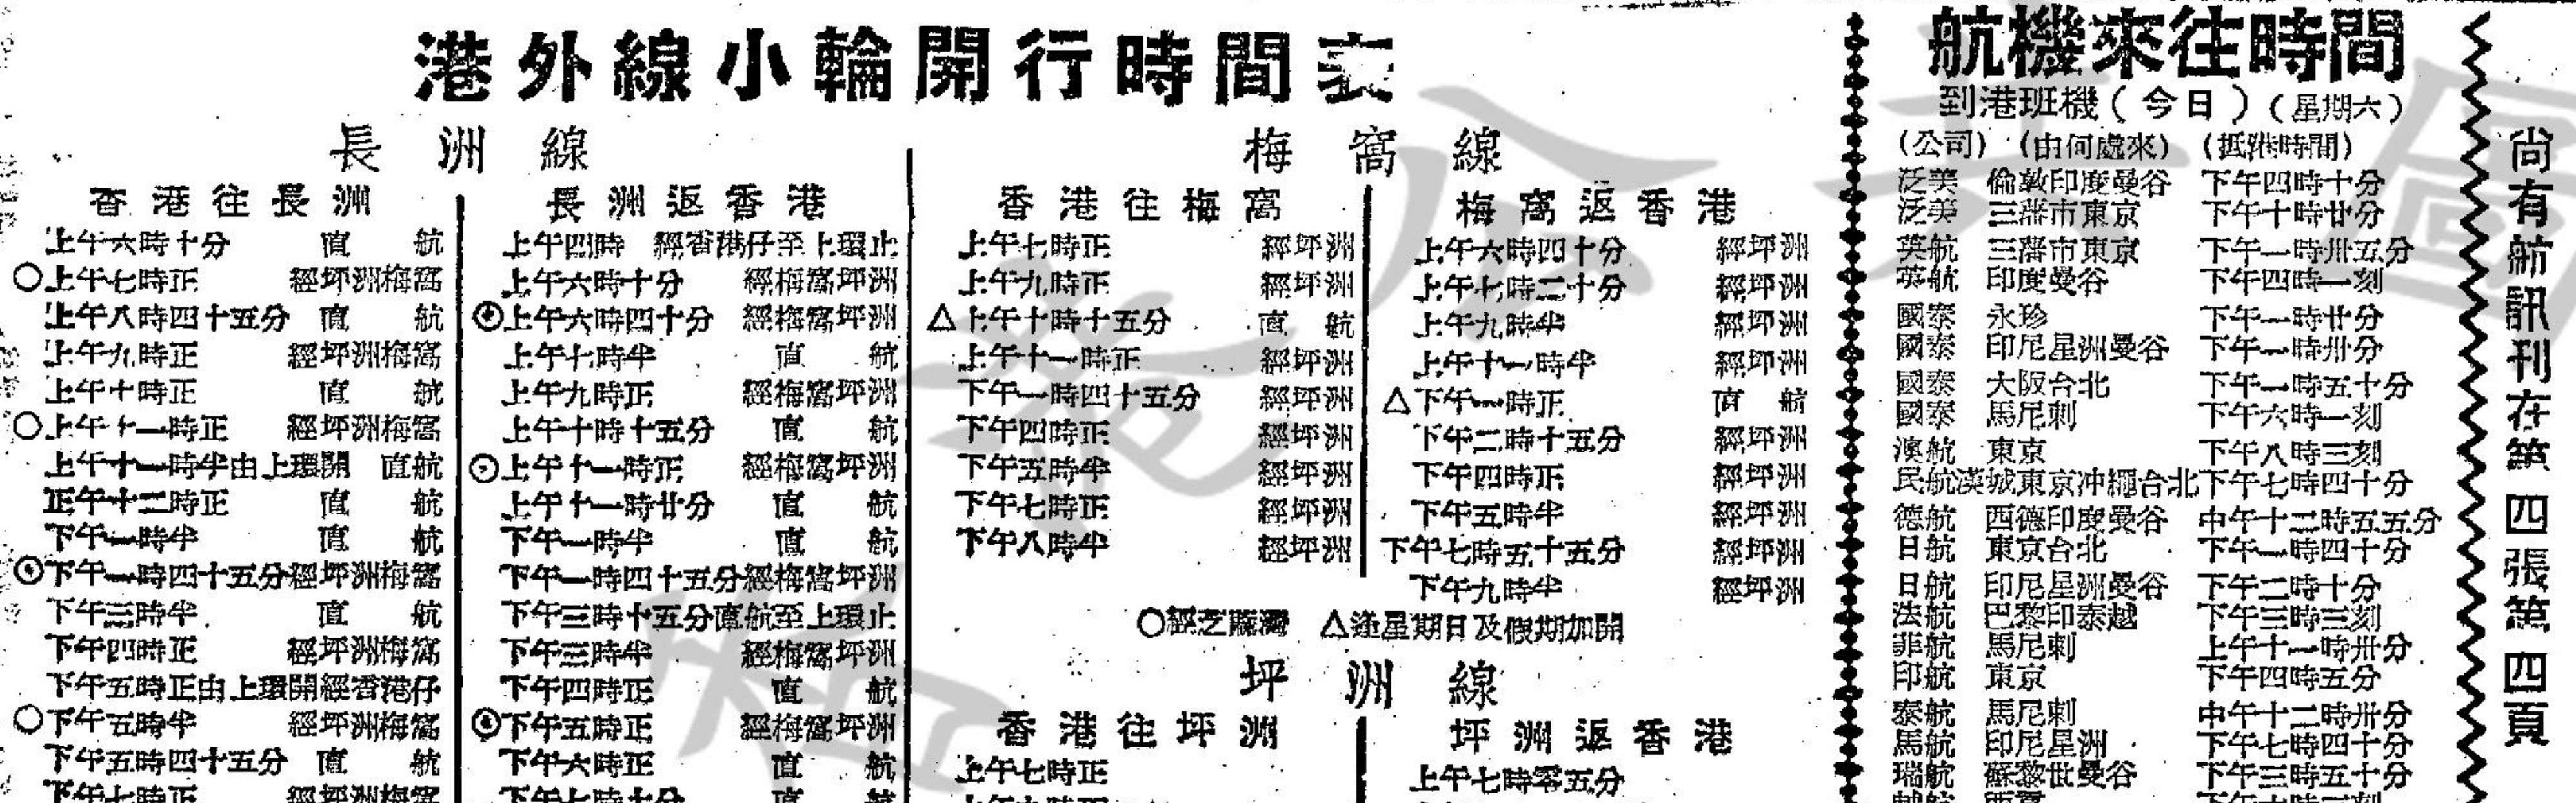 港外線小輪開行時間表
長洲線
香港往長洲
上午六時十分 直航
○上午七時正 經坪洲梅窩
上午八時四十五分 直航
上午九時正 經坪洲梅窩
上午十時正 直航
○上午十一時正 經坪洲梅窩
上午十一時半由上環開 直航
正午十二時正 直航
下午一時半 直航
下午一時四十五分經坪洲梅窩
下午三時半 直航
下午四時正 經坪洲梅窩
下午五時正由上環開經香港仔
○下午五時半 經坪洲梅窩
下午五時四十五分 直航
下午七時正 經坪洲梅窩
長洲返香港
上午四時 經香港仔至上環止
上午六時十分 經梅窩坪洲
上午六時四十分 經梅窩坪洲
上午七時半 直航
上午九時正 經梅窩坪洲
上午十時十五分 直航
上午十一時正 經梅窩坪洲
上午十一時廿分 直航
下午一時半 直航
下午一時四十五分經梅窩坪洲
下午三時十五分直航至上環止
下午三時半 經梅窩坪洲
下午四時正 直航
下午五時正 經梅窩坪洲
下午六時正 直航
下午七時十分 直航
梅窩線
香港往梅窩
上午七時正 經坪洲
上午九時正 經坪洲
△上午十時十五分 直航
上午十一時正 經坪洲
下午一時四十五分 經坪洲
下午四時正 經坪洲
下午五時半 經坪洲
下午七時正 經坪洲
下午八時半 經坪洲
梅窩返香港
上午六時四十分 經坪洲
上午七時二十分 經坪洲
上午九時半 經坪洲
上午十一時半 經坪洲
△下午一時正 直航
下午二時十五分 經坪洲
下午四時正 經坪洲
下午五時半 經坪洲
下午七時五十五分 經坪洲
下午九時半 經坪洲
○經芝蔴灣 △逢星期日及假期加開
坪洲線
香港往坪洲
上午七時正
坪洲返香港
上午七時零五分
航機來往時間
到港班機(今日)(星期六)
(公司) (由何處來) (抵港時間)
泛美 倫敦印度曼谷 下午四時十分
泛美 三藩市東京 下午十時廿分
英航 三藩市東京 下午一時卅五分
英航 印度曼谷 下午四時一刻
國泰 永珍 下午一時廿分
國泰 印尼星洲曼谷 下午一時卅分
國泰 大阪台北 下午一時五十分
國泰 馬尼剌 下午六時一刻
澳航 東京 下午八時三刻
民航漢城東京冲繩台北下午七時四十分
德航 西德印度曼谷 中午十二時五五分
日航 東京台北 下午一時四十分
日航 印尼星洲曼谷 下午二時十分
法航 巴黎印泰越 下午三時三刻
菲航 馬尼剌 上午十一時卅分
印航 東京 下午四時五分
泰航 馬尼剌 中午十二時卅分
馬航 印尼星洲 下午七時四十分
瑞航 蘇黎世曼谷 下午三時五十分
尚有船訊刊在第四張第四頁